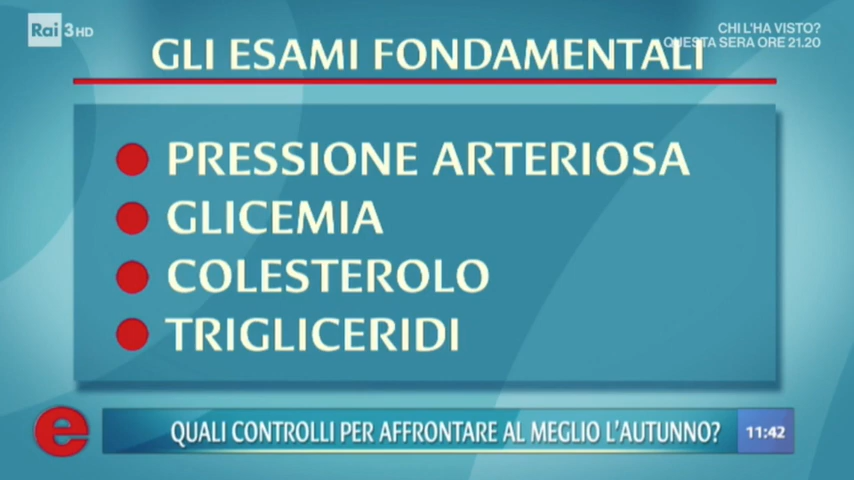 Rai 3HD
CHI L'HA VISTO?
QUESTA SERA ORE 21.20
GLI ESAMI FONDAMENTALI
PRESSIONE ARTERIOSA
GLICEMIA
COLESTEROLO
TRIGLICERIDI
e
QUALI CONTROLLI PER AFFRONTARE AL MEGLIO L'AUTUNNO?
11:42